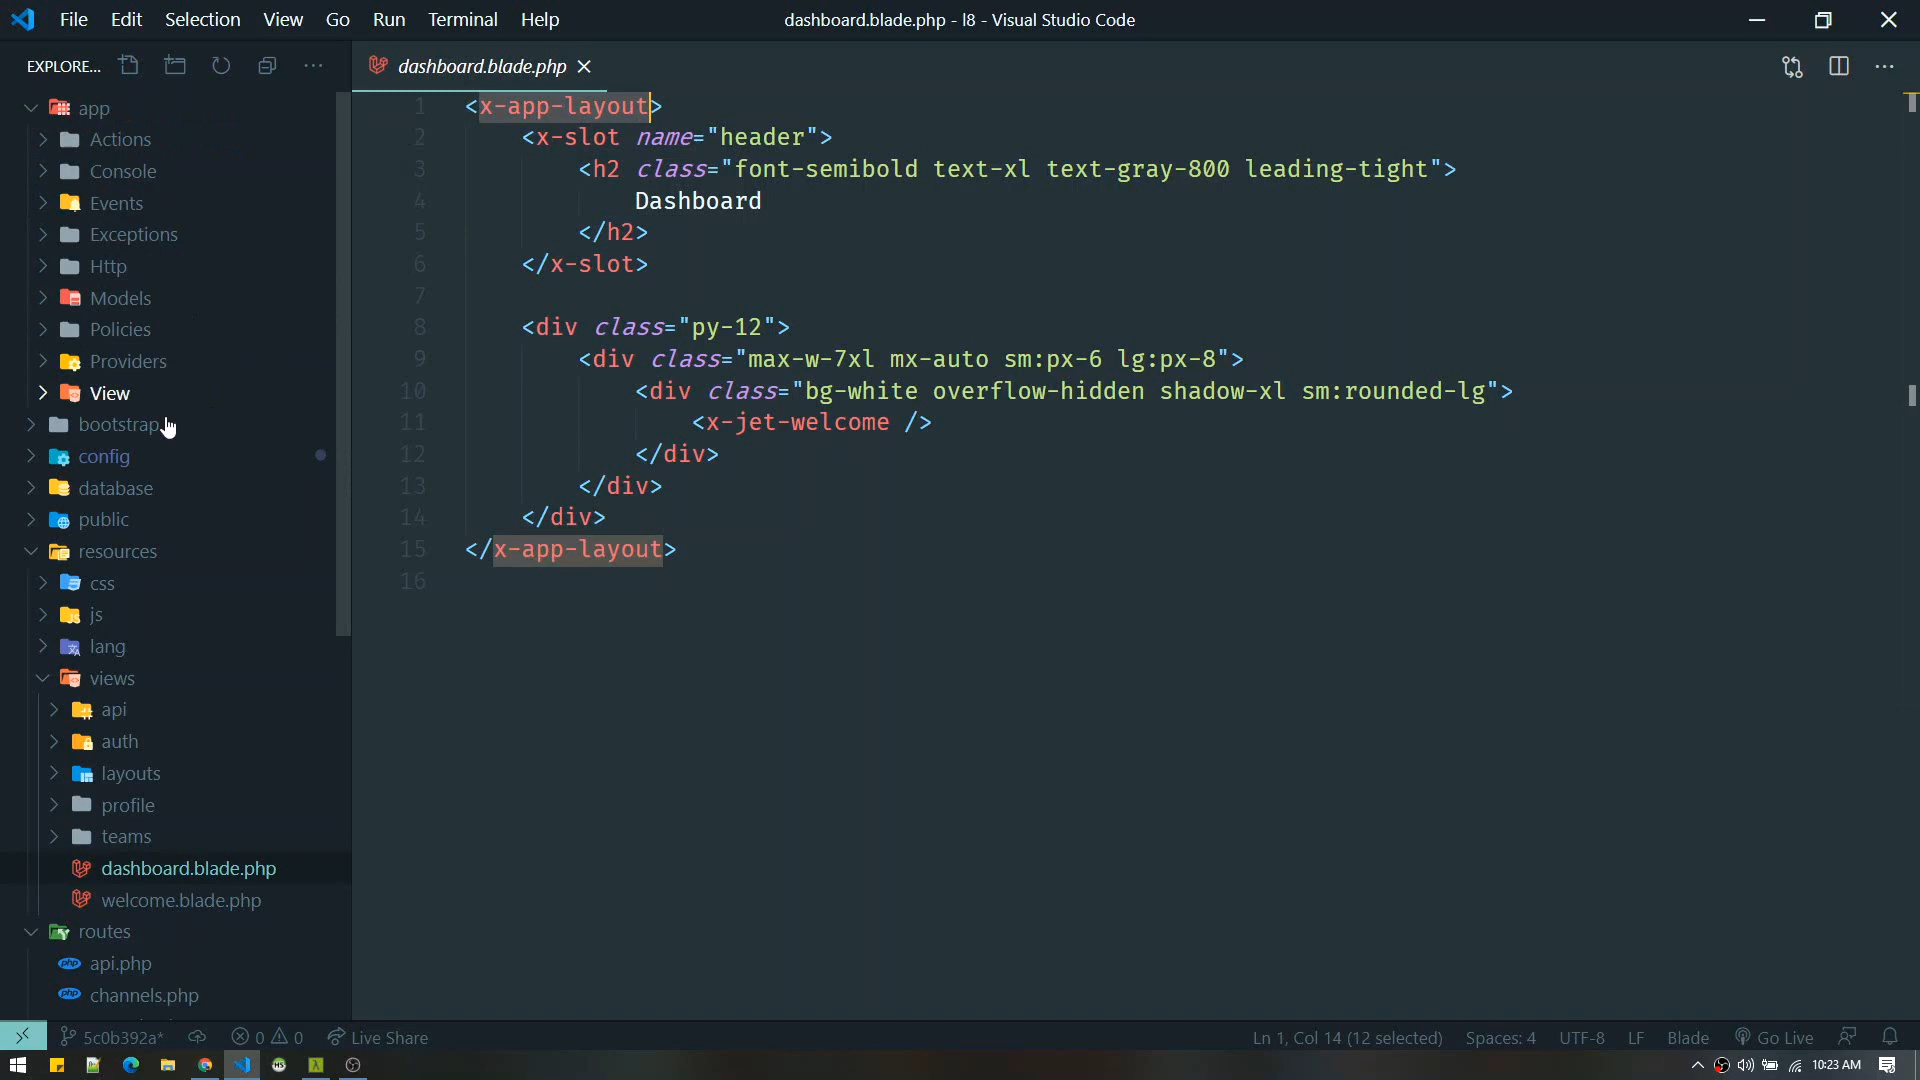 File Edit Selection View Go Run Terminal Help
dashboard.blade.php - l8 - Visual Studio Code
EXPLORE...
dashboard.blade.php
app
Actions
Console
Events
Exceptions
Http
Models
Policies
Providers
View
bootstrap
config
database
public
resources
css
js
lang
views
api
auth
layouts
profile
teams
dashboard.blade.php
welcome.blade.php
routes
api.php
channels.php
1 <x-app-layout>
2 <x-slot name="header">
3 <h2 class="font-semibold text-xl text-gray-800 leading-tight">
4 Dashboard
5 </h2>
6 </x-slot>
7
8 <div class="py-12">
9 <div class="max-w-7xl mx-auto sm:px-6 lg:px-8">
10 <div class="bg-white overflow-hidden shadow-xl sm:rounded-lg">
11 <x-jet-welcome />
12 </div>
13 </div>
14 </div>
15 </x-app-layout>
16
5c0b392a* 0 0 Live Share
Ln 1, Col 14 (12 selected) Spaces: 4 UTF-8 LF Blade Go Live
10:23 AM